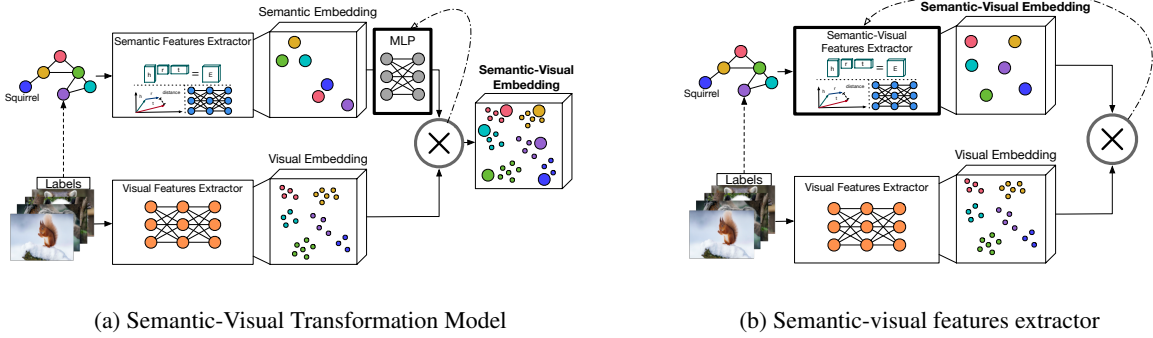 Semantic Embedding
Semantic Features Extractor
h r t = E
h r t distance
Squirrel
MLP
Semantic-Visual
Embedding
Labels
Visual Features Extractor
Visual Embedding
(a) Semantic-Visual Transformation Model
Semantic-Visual Embedding
Semantic-Visual
Features Extractor
h r t = E
h r t distance
Squirrel
Labels
Visual Features Extractor
Visual Embedding
(b) Semantic-visual features extractor